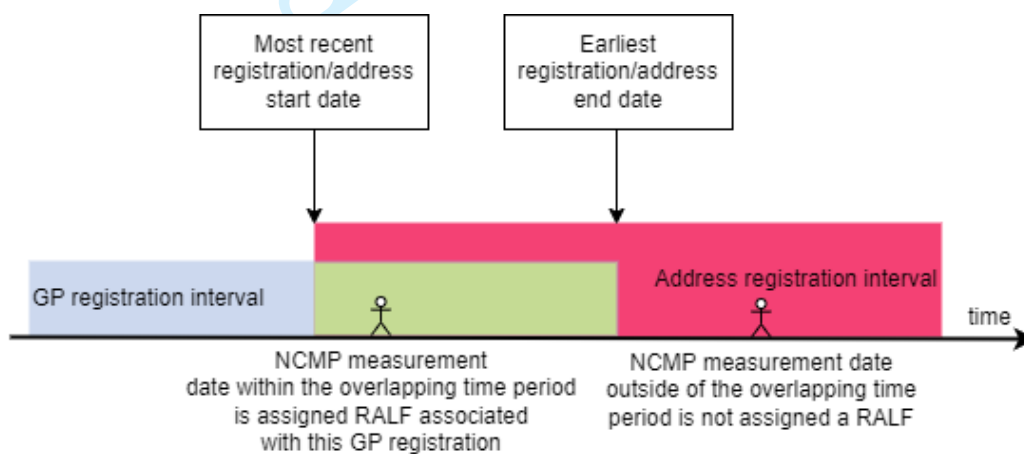 Most recent
registration/address
start date
Earliest
registration/address
end date
GP registration interval
Address registration interval
time
NCMP measurement
date within the overlapping time period
is assigned RALF associated
with this GP registration
NCMP measurement date
outside of the overlapping time
period is not assigned a RALF